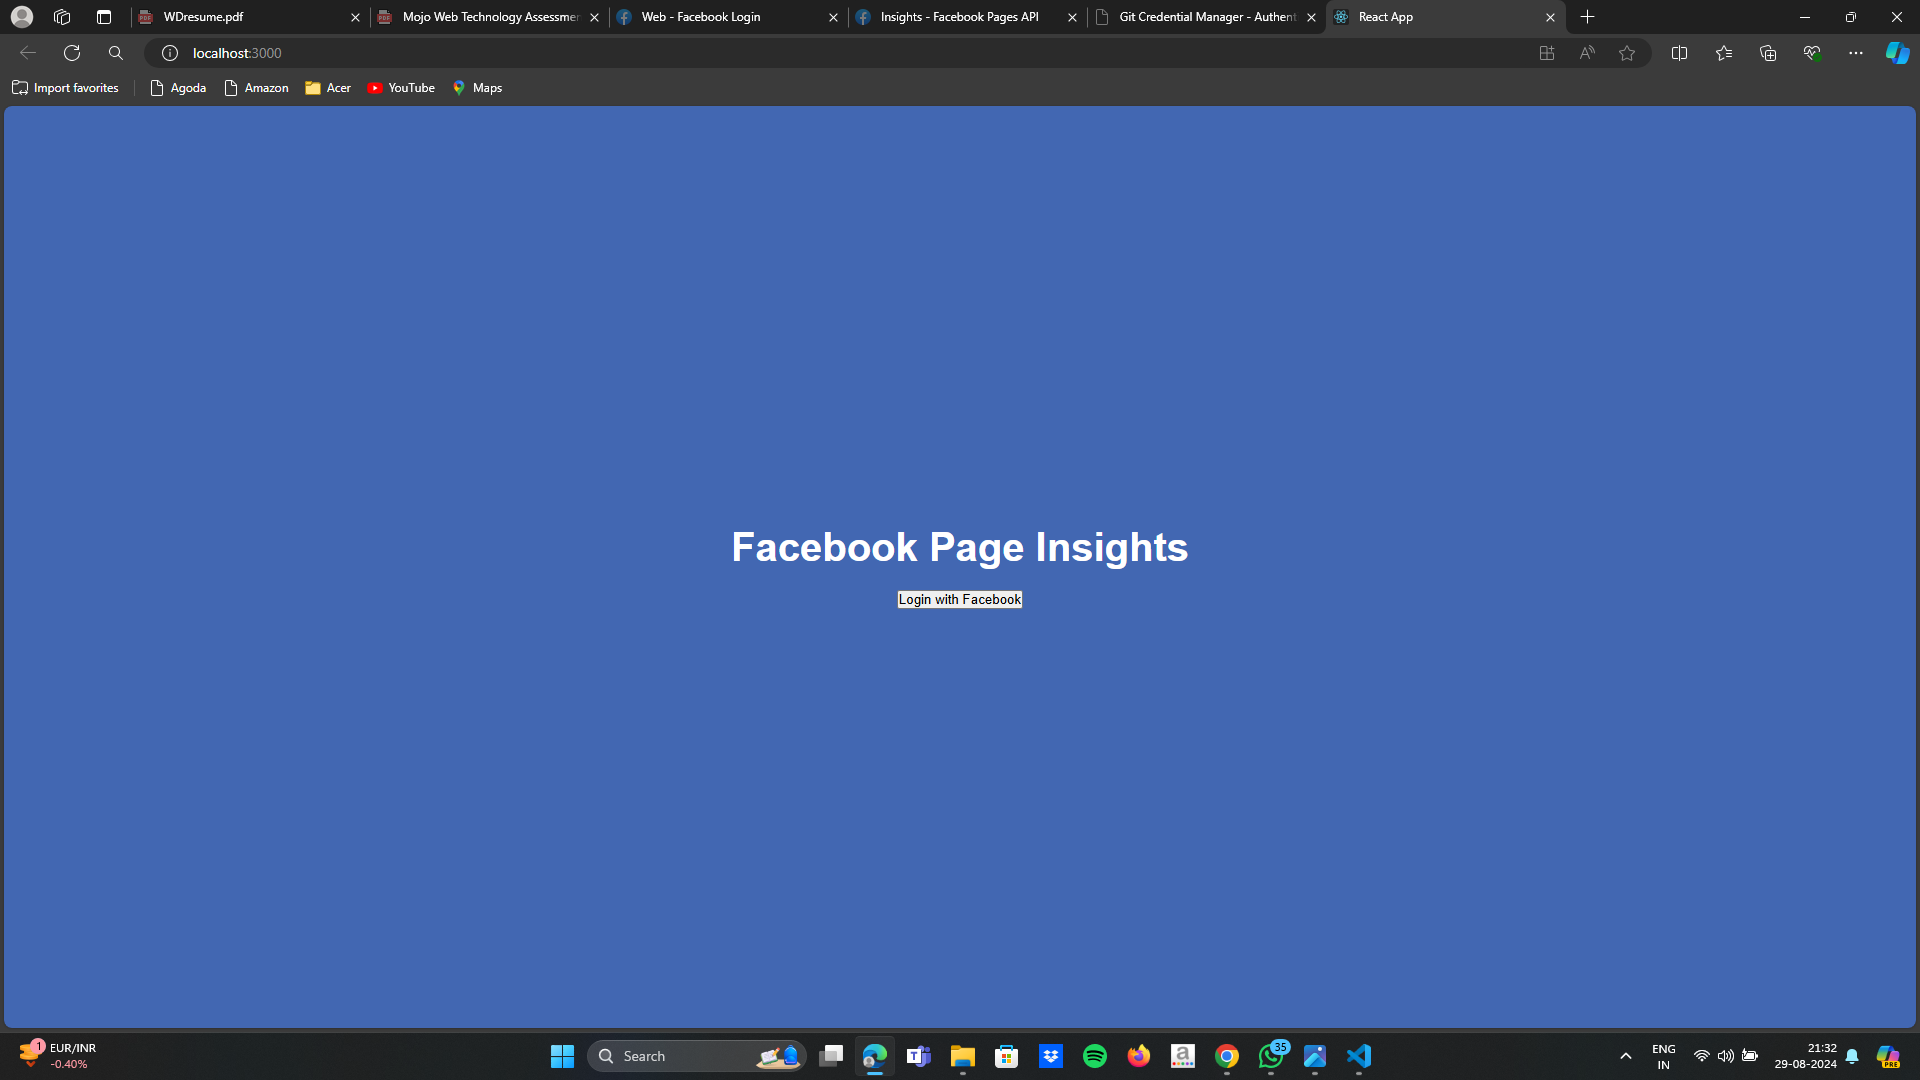 WDresume.pdf
Mojo Web Technology Assessmen
Web - Facebook Login
Insights - Facebook Pages API
Git Credential Manager - Authent
React App
localhost:3000
Import favorites
Agoda
Amazon
Acer
YouTube
Maps
Facebook Page Insights
Login with Facebook
1
EUR/INR
-0.40%
Search
35
ENG
IN
21:32
29-08-2024
PRE